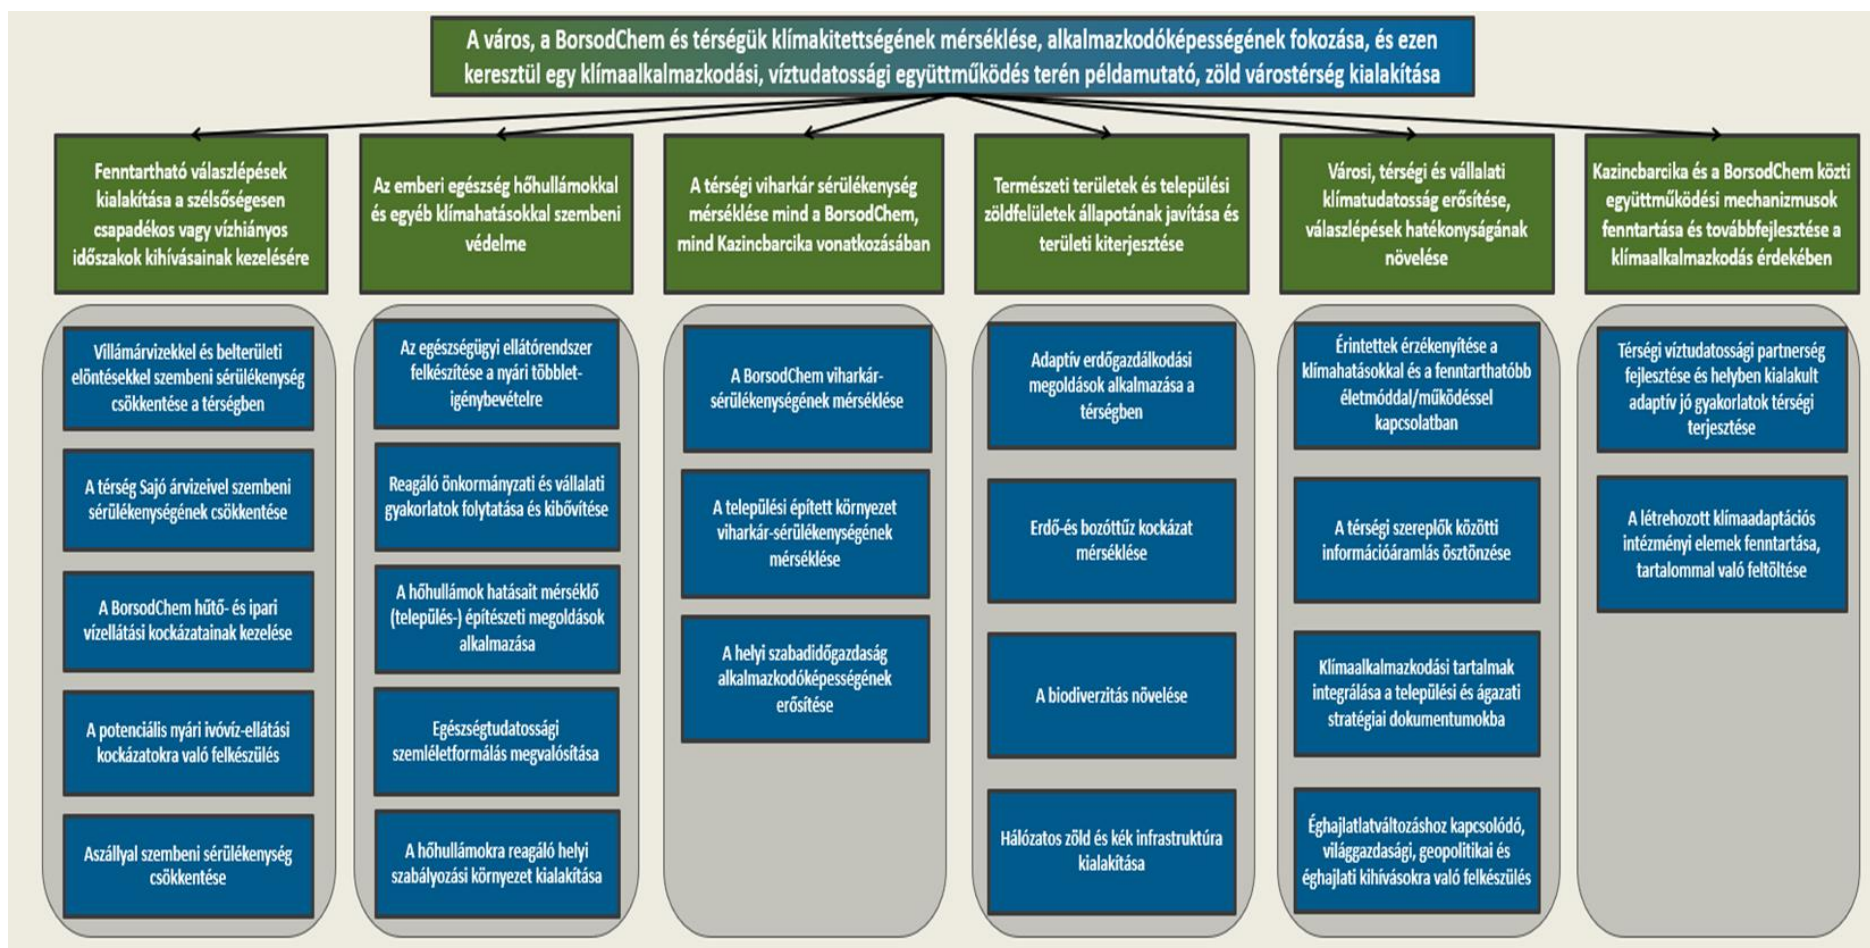 A város, a BorsodChem és térségük klímakitettségének mérséklése, alkalmazkodóképességének fokozása, és ezen
keresztül egy klímaalkalmazkodási, víztudatossági együttműködés terén példamutató, zöld várostérség kialakítása
Fenntartható válaszlépések
kialakítása a szélsőségesen
csapadékos vagy vízhiányos
időszakok kihívásainak kezelésére
Villámárvizekkel és belterületi
elöntésekkel szembeni sérülékenység
csökkentése a térségben
A térség Sajó árvizeivel szembeni
sérülékenységének csökkentése
A BorsodChem hűtő- és ipari
vízellátási kockázatainak kezelése
A potenciális nyári ivóvíz-ellátási
kockázatokra való felkészülés
Aszállyal szembeni sérülékenység
csökkentése
Az emberi egészség hőhullámokkal
és egyéb klímahatásokkal szembeni
védelme
Az egészségügyi ellátórendszer
felkészítése a nyári többlet-
igénybevételre
Reagáló önkormányzati és vállalati
gyakorlatok folytatása és kibővítése
A hőhullámok hatásait mérséklő
(település-) építészeti megoldások
alkalmazása
Egészségtudatossági
szemléletformálás megvalósítása
A hőhullámokra reagáló helyi
szabályozási környezet kialakítása
A térségi viharkár sérülékenység
mérséklése mind a BorsodChem,
mind Kazincbarcika vonatkozásában
A BorsodChem viharkár-
sérülékenységének mérséklése
A települési épített környezet
viharkár-sérülékenységének
mérséklése
A helyi szabadidőgazdaság
alkalmazkodóképességének
erősítése
Természeti területek és települési
zöldfelületek állapotának javítása és
területi kiterjesztése
Adaptív erdőgazdálkodási
megoldások alkalmazása a
térségben
Erdő-és bozóttűz kockázat
mérséklése
A biodiverzitás növelése
Hálózatos zöld és kék infrastruktúra
kialakítása
Városi, térségi és vállalati
klímatudatosság erősítése,
válaszlépések hatékonyságának
növelése
Érintettek érzékenyítése a
klímahatásokkal és a fenntarthatóbb
életmóddal/működéssel
kapcsolatban
A térségi szereplők közötti
információáramlás ösztönzése
Klímaalkalmazkodási tartalmak
integrálása a települési és ágazati
stratégiai dokumentumokba
Éghajlatlatváltozáshoz kapcsolódó,
világgazdasági, geopolitikai és
éghajlati kihívásokra való felkészülés
Kazincbarcika és a BorsodChem közti
együttműködési mechanizmusok
fenntartása és továbbfejlesztése a
klímaalkalmazkodás érdekében
Térségi víztudatossági partnerség
fejlesztése és helyben kialakult
adaptív jó gyakorlatok térségi
terjesztése
A létrehozott klímaadaptációs
intézményi elemek fenntartása,
tartalommal való feltöltése